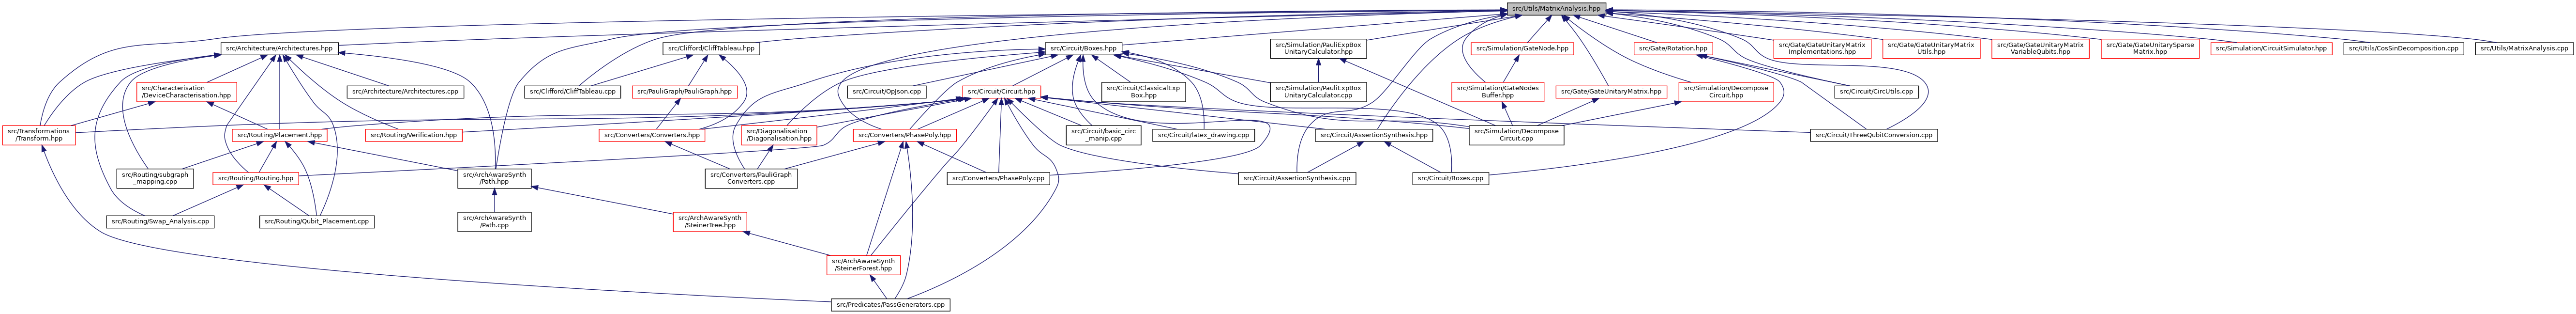 src/Utils/MatrixAnalysis.hpp
src/Architecture/Architectures.hpp
src/Clifford/CliffTableau.hpp
src/Circuit/Boxes.hpp
src/Simulation/PauliExpBox
UnitaryCalculator.hpp
src/Simulation/GateNode.hpp
src/Gate/Rotation.hpp
src/Gate/GateUnitaryMatrix
Implementations.hpp
src/Gate/GateUnitaryMatrix
Utils.hpp
src/Gate/GateUnitaryMatrix
VariableQubits.hpp
src/Gate/GateUnitarySparse
Matrix.hpp
src/Simulation/CircuitSimulator.hpp
src/Utils/CosSinDecomposition.cpp
src/Utils/MatrixAnalysis.cpp
src/Characterisation
/DeviceCharacterisation.hpp
src/Architecture/Architectures.cpp
src/Clifford/CliffTableau.cpp
src/PauliGraph/PauliGraph.hpp
src/Circuit/OpJson.cpp
src/Circuit/Circuit.hpp
src/Circuit/ClassicalExp
Box.hpp
src/Simulation/PauliExpBox
UnitaryCalculator.cpp
src/Simulation/GateNodes
Buffer.hpp
src/Gate/GateUnitaryMatrix.hpp
src/Simulation/Decompose
Circuit.hpp
src/Circuit/CircUtils.cpp
src/Transformations
/Transform.hpp
src/Routing/Placement.hpp
src/Routing/Verification.hpp
src/Converters/Converters.hpp
src/Diagonalisation
/Diagonalisation.hpp
src/Converters/PhasePoly.hpp
src/Circuit/basic_circ
_manip.cpp
src/Circuit/latex_drawing.cpp
src/Circuit/AssertionSynthesis.hpp
src/Simulation/Decompose
Circuit.cpp
src/Circuit/ThreeQubitConversion.cpp
src/Routing/subgraph
_mapping.cpp
src/Routing/Routing.hpp
src/ArchAwareSynth
/Path.hpp
src/Converters/PauliGraph
Converters.cpp
src/Converters/PhasePoly.cpp
src/Circuit/AssertionSynthesis.cpp
src/Circuit/Boxes.cpp
src/Routing/Swap_Analysis.cpp
src/Routing/Qubit_Placement.cpp
src/ArchAwareSynth
/Path.cpp
src/ArchAwareSynth
/SteinerTree.hpp
src/ArchAwareSynth
/SteinerForest.hpp
src/Predicates/PassGenerators.cpp